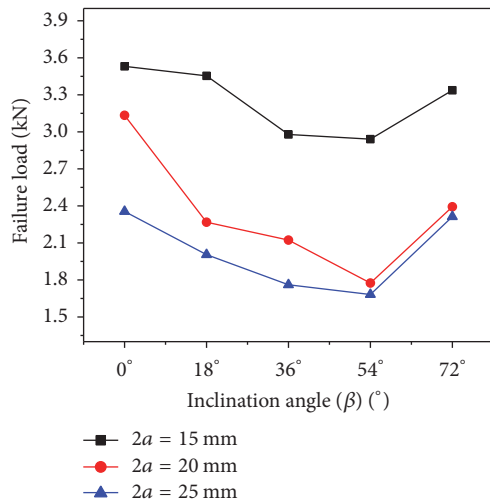 Failure load (kN)
3.9
3.6
3.3
3.0
2.7
2.4
2.1
1.8
1.5
0° 18° 36° 54° 72°
Inclination angle (β) (°)
2a = 15 mm
2a = 20 mm
2a = 25 mm